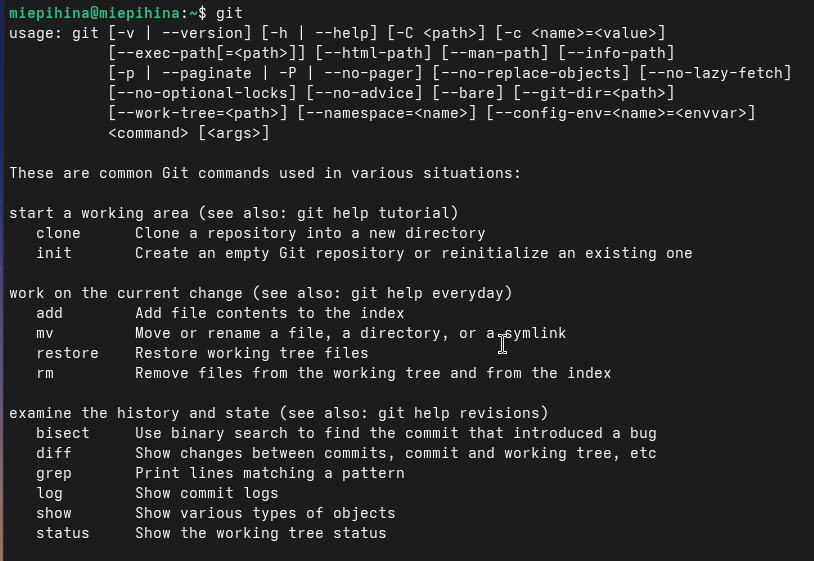 miepihina@miepihina:~$ git
usage: git [-v | --version] [-h | --help] [-C <path>] [-c <name>=<value>]
           [--exec-path[=<path>]] [--html-path] [--man-path] [--info-path]
           [-p | --paginate | -P | --no-pager] [--no-replace-objects] [--no-lazy-fetch]
           [--no-optional-locks] [--no-advice] [--bare] [--git-dir=<path>]
           [--work-tree=<path>] [--namespace=<name>] [--config-env=<name>=<envvar>]
           <command> [<args>]

These are common Git commands used in various situations:

start a working area (see also: git help tutorial)
   clone      Clone a repository into a new directory
   init       Create an empty Git repository or reinitialize an existing one

work on the current change (see also: git help everyday)
   add        Add file contents to the index
   mv         Move or rename a file, a directory, or a symlink
   restore    Restore working tree files
   rm         Remove files from the working tree and from the index

examine the history and state (see also: git help revisions)
   bisect     Use binary search to find the commit that introduced a bug
   diff       Show changes between commits, commit and working tree, etc
   grep       Print lines matching a pattern
   log        Show commit logs
   show       Show various types of objects
   status     Show the working tree status